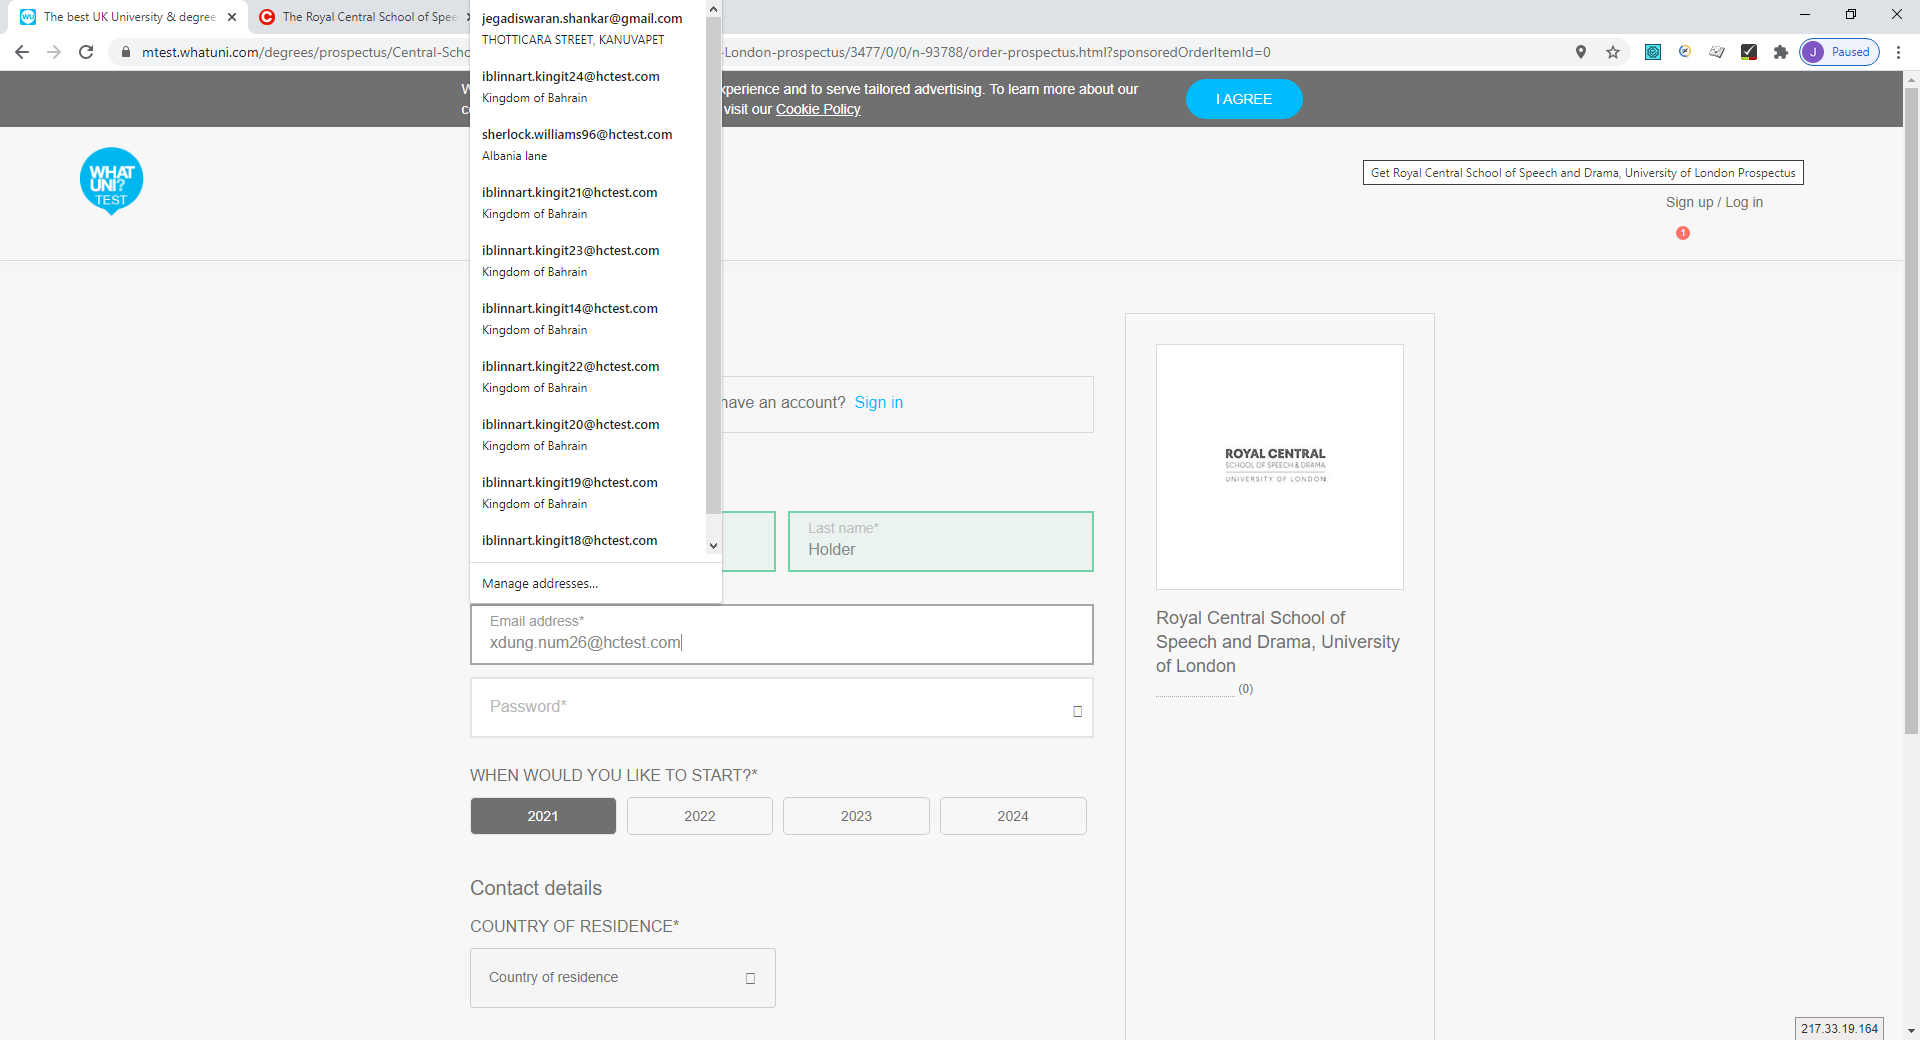 The best UK University & degree
The Royal Central School of Spee
mtest.whatuni.com/degrees/prospectus/Central-Scho
-London-prospectus/3477/0/0/n-93788/order-prospectus.html?sponsoredOrderItemId=0
J Paused
W
xperience and to serve tailored advertising. To learn more about our
visit our Cookie Policy
I AGREE
WHAT
UNI?
TEST
Get Royal Central School of Speech and Drama, University of London Prospectus
Sign up / Log in
1
jegadiswaran.shankar@gmail.com
THOTTICARA STREET, KANUVAPET
iblinnart.kingit24@hctest.com
Kingdom of Bahrain
sherlock.williams96@hctest.com
Albania lane
iblinnart.kingit21@hctest.com
Kingdom of Bahrain
iblinnart.kingit23@hctest.com
Kingdom of Bahrain
iblinnart.kingit14@hctest.com
Kingdom of Bahrain
iblinnart.kingit22@hctest.com
Kingdom of Bahrain
iblinnart.kingit20@hctest.com
Kingdom of Bahrain
iblinnart.kingit19@hctest.com
Kingdom of Bahrain
iblinnart.kingit18@hctest.com
Manage addresses...
have an account? Sign in
Last name*
Holder
Email address*
xdung.num26@hctest.com
Password*
WHEN WOULD YOU LIKE TO START?*
2021
2022
2023
2024
Contact details
COUNTRY OF RESIDENCE*
Country of residence
ROYAL CENTRAL
SCHOOL OF SPEECH & DRAMA
UNIVERSITY OF LONDON
Royal Central School of
Speech and Drama, University
of London
(0)
217.33.19.164